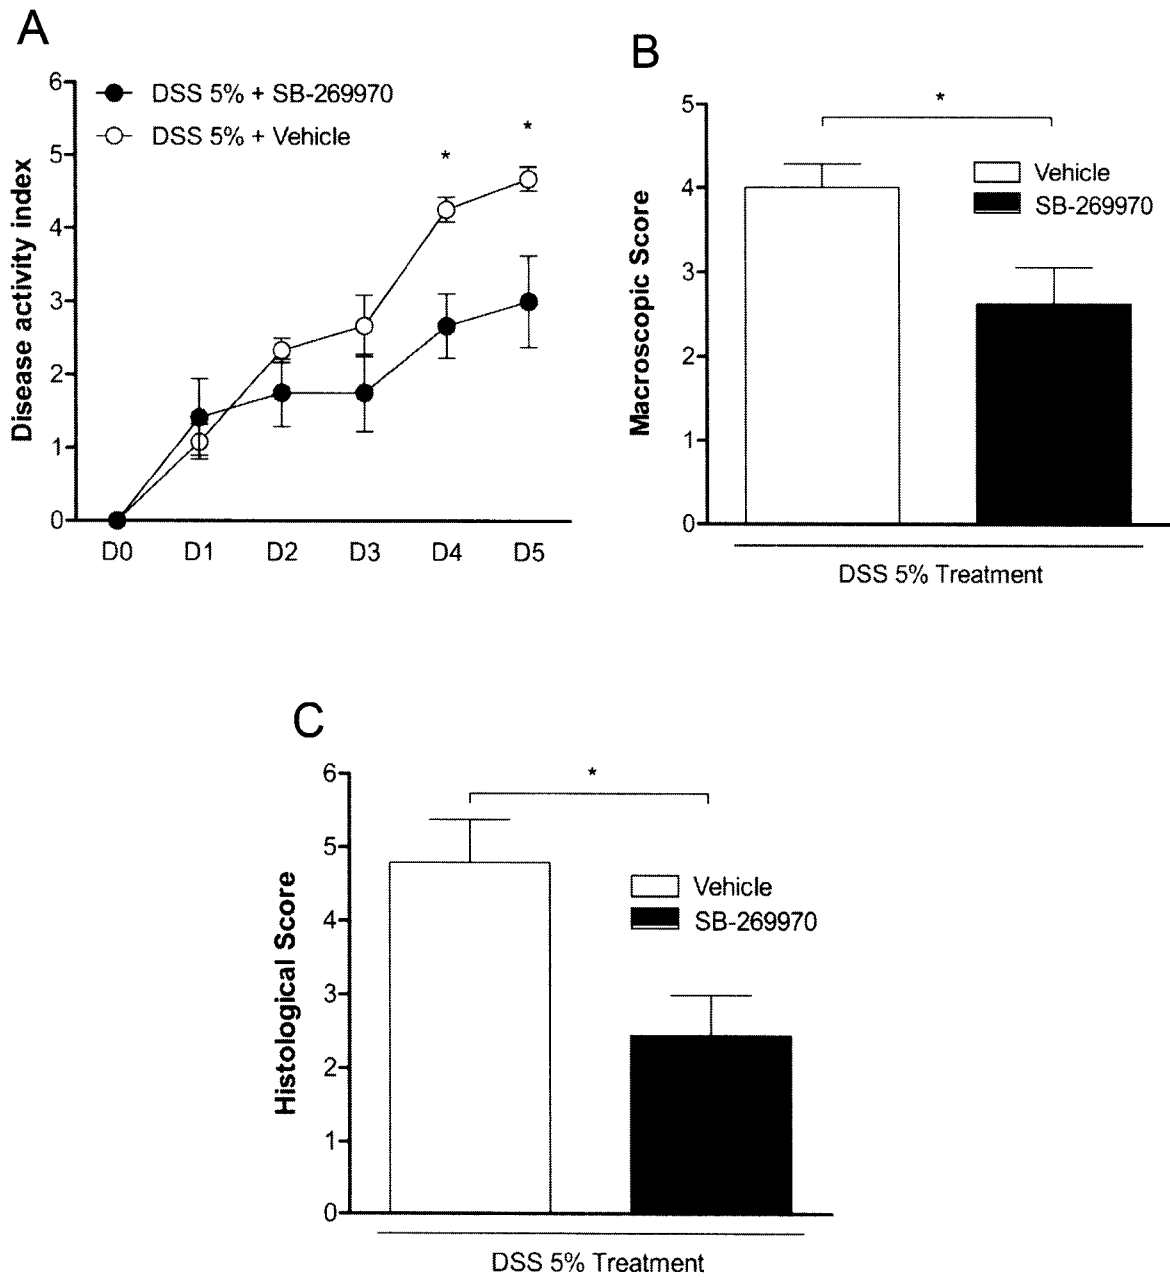 A
Disease activity index
6
5
4
3
2
1
0
DSS 5% + SB-269970
DSS 5% + Vehicle
*
*
D0 D1 D2 D3 D4 D5
B
Macroscopic Score
5
4
3
2
1
0
*
Vehicle
SB-269970
DSS 5% Treatment
C
Histological Score
6
5
4
3
2
1
0
*
Vehicle
SB-269970
DSS 5% Treatment